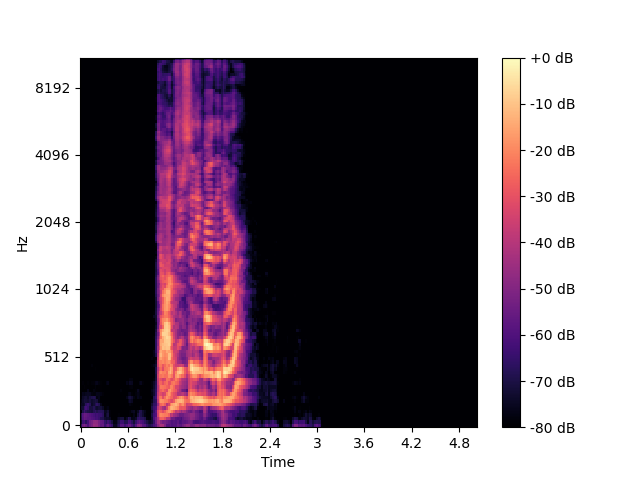 +0 dB
8192
-10 dB
4096
-20 dB
-30 dB
2048
Hz
-40 dB
1024
-50 dB
512
-60 dB
-70 dB
0
-80 dB
0 0.6 1.2 1.8 2.4 3 3.6 4.2 4.8
Time